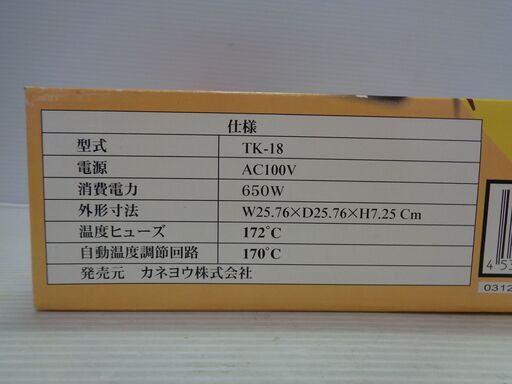 仕様
型式 TK-18
電源 AC100V
消費電力 650W
外形寸法 W25.76×D25.76×H7.25 Cm
温度ヒューズ 172°C
自動温度調節回路 170°C
発売元 カネヨウ株式会社
4 53
0312